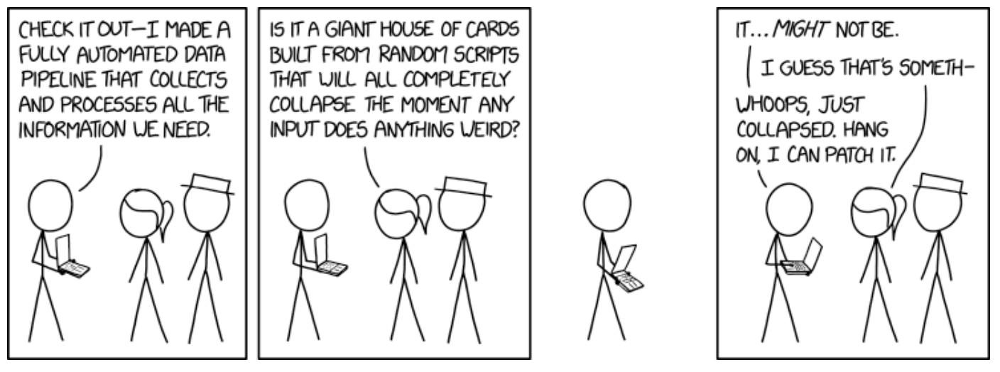 CHECK IT OUT—I MADE A
FULLY AUTOMATED DATA
PIPELINE THAT COLLECTS
AND PROCESSES ALL THE
INFORMATION WE NEED.
IS IT A GIANT HOUSE OF CARDS
BUILT FROM RANDOM SCRIPTS
THAT WILL ALL COMPLETELY
COLLAPSE THE MOMENT ANY
INPUT DOES ANYTHING WEIRD?
IT... MIGHT NOT BE.
I GUESS THAT'S SOMETH—
WHOOPS, JUST
COLLAPSED. HANG
ON, I CAN PATCH IT.